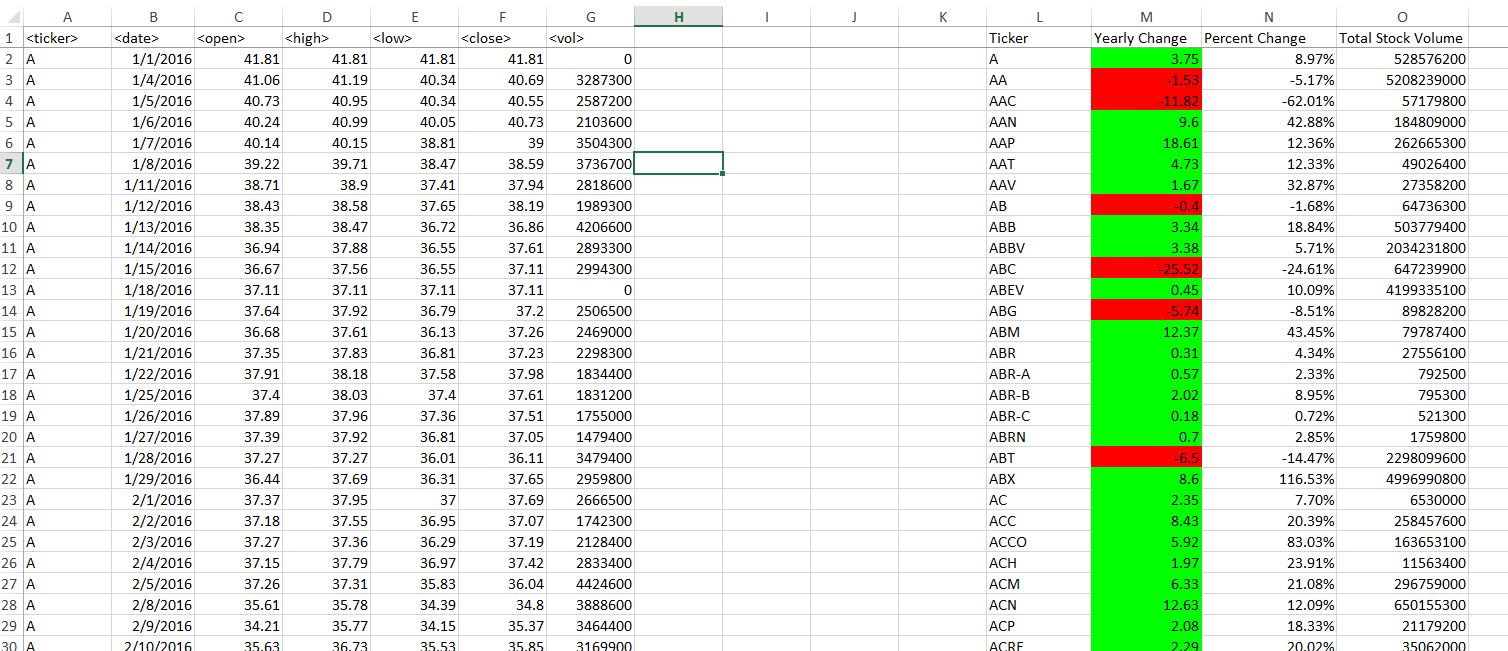 A B C D E F G H I J K L M N O
1 <ticker> <date> <open> <high> <low> <close> <vol> Ticker Yearly Change Percent Change Total Stock Volume
2 A 1/1/2016 41.81 41.81 41.81 41.81 0 A 3.75 8.97% 528576200
3 A 1/4/2016 41.06 41.19 40.34 40.69 3287300 AA -1.53 -5.17% 5208239000
4 A 1/5/2016 40.73 40.95 40.34 40.55 2587200 AAC -11.82 -62.01% 57179800
5 A 1/6/2016 40.24 40.99 40.05 40.73 2103600 AAN 9.6 42.88% 184809000
6 A 1/7/2016 40.14 40.15 38.81 39 3504300 AAP 18.61 12.36% 262665300
7 A 1/8/2016 39.22 39.71 38.47 38.59 3736700 AAT 4.73 12.33% 49026400
8 A 1/11/2016 38.71 38.9 37.41 37.94 2818600 AAV 1.67 32.87% 27358200
9 A 1/12/2016 38.43 38.58 37.65 38.19 1989300 AB -0.4 -1.68% 64736300
10 A 1/13/2016 38.35 38.47 36.72 36.86 4206600 ABB 3.34 18.84% 503779400
11 A 1/14/2016 36.94 37.88 36.55 37.61 2893300 ABBV 3.38 5.71% 2034231800
12 A 1/15/2016 36.67 37.56 36.55 37.11 2994300 ABC -25.52 -24.61% 647239900
13 A 1/18/2016 37.11 37.11 37.11 37.11 0 ABEV 0.45 10.09% 4199335100
14 A 1/19/2016 37.64 37.92 36.79 37.2 2506500 ABG -5.74 -8.51% 89828200
15 A 1/20/2016 36.68 37.61 36.13 37.26 2469000 ABM 12.37 43.45% 79787400
16 A 1/21/2016 37.35 37.83 36.81 37.23 2298300 ABR 0.31 4.34% 27556100
17 A 1/22/2016 37.91 38.18 37.58 37.98 1834400 ABR-A 0.57 2.33% 792500
18 A 1/25/2016 37.4 38.03 37.4 37.61 1831200 ABR-B 2.02 8.95% 795300
19 A 1/26/2016 37.89 37.96 37.36 37.51 1755000 ABR-C 0.18 0.72% 521300
20 A 1/27/2016 37.39 37.92 36.81 37.05 1479400 ABRN 0.7 2.85% 1759800
21 A 1/28/2016 37.27 37.27 36.01 36.11 3479400 ABT -6.5 -14.47% 2298099600
22 A 1/29/2016 36.44 37.69 36.31 37.65 2959800 ABX 8.6 116.53% 4996990800
23 A 2/1/2016 37.37 37.95 37 37.69 2666500 AC 2.35 7.70% 6530000
24 A 2/2/2016 37.18 37.55 36.95 37.07 1742300 ACC 8.43 20.39% 258457600
25 A 2/3/2016 37.27 37.36 36.29 37.19 2128400 ACCO 5.92 83.03% 163653100
26 A 2/4/2016 37.15 37.79 36.97 37.42 2833400 ACH 1.97 23.91% 11563400
27 A 2/5/2016 37.26 37.31 35.83 36.04 4424600 ACM 6.33 21.08% 296759000
28 A 2/8/2016 35.61 35.78 34.39 34.8 3888600 ACN 12.63 12.09% 650155300
29 A 2/9/2016 34.21 35.77 34.15 35.37 3464400 ACP 2.08 18.33% 21179200
30 A 2/10/2016 35.63 36.73 35.53 35.85 3169900 ACRE 2.29 20.02% 35062000